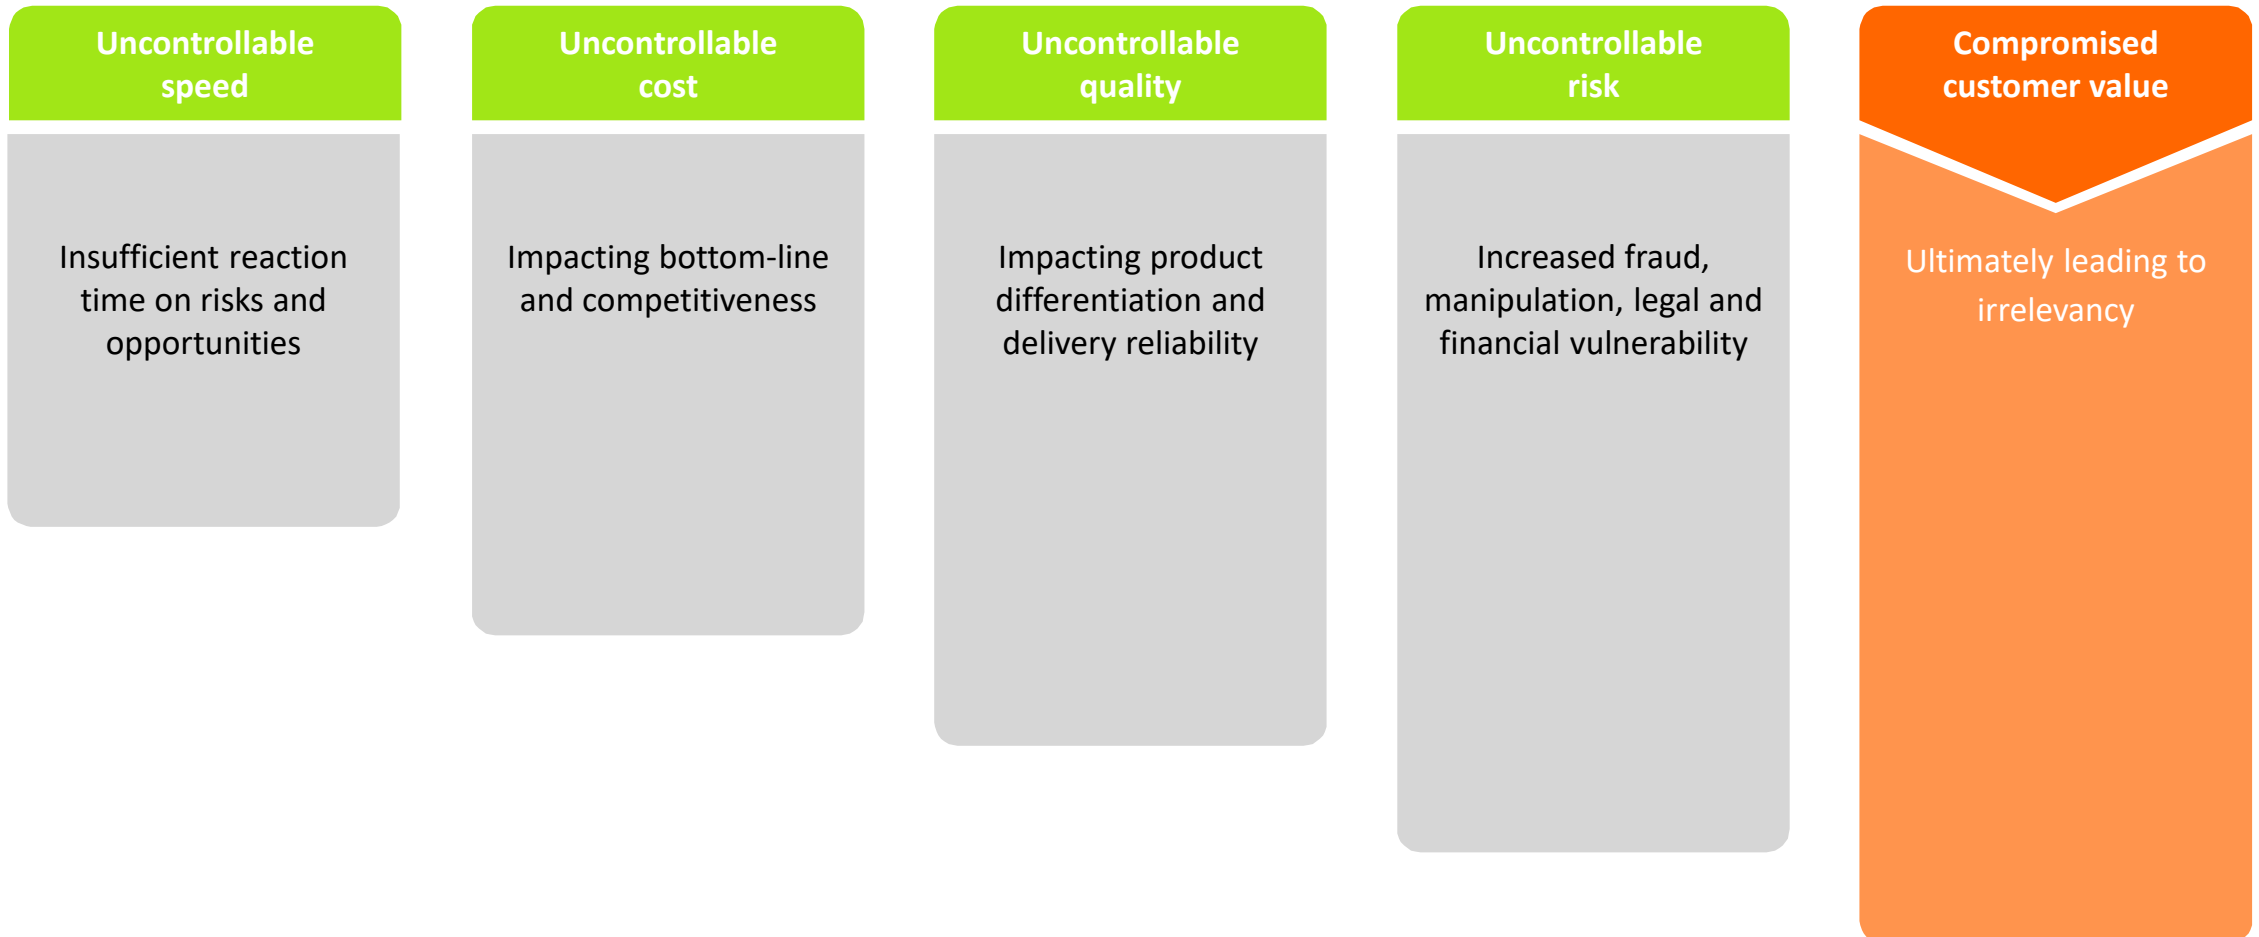 Uncontrollable
speed
Insufficient reaction
time on risks and
opportunities
Uncontrollable
cost
Impacting bottom-line
and competitiveness
Uncontrollable
quality
Impacting product
differentiation and
delivery reliability
Uncontrollable
risk
Increased fraud,
manipulation, legal and
financial vulnerability
Compromised
customer value
Ultimately leading to
irrelevancy